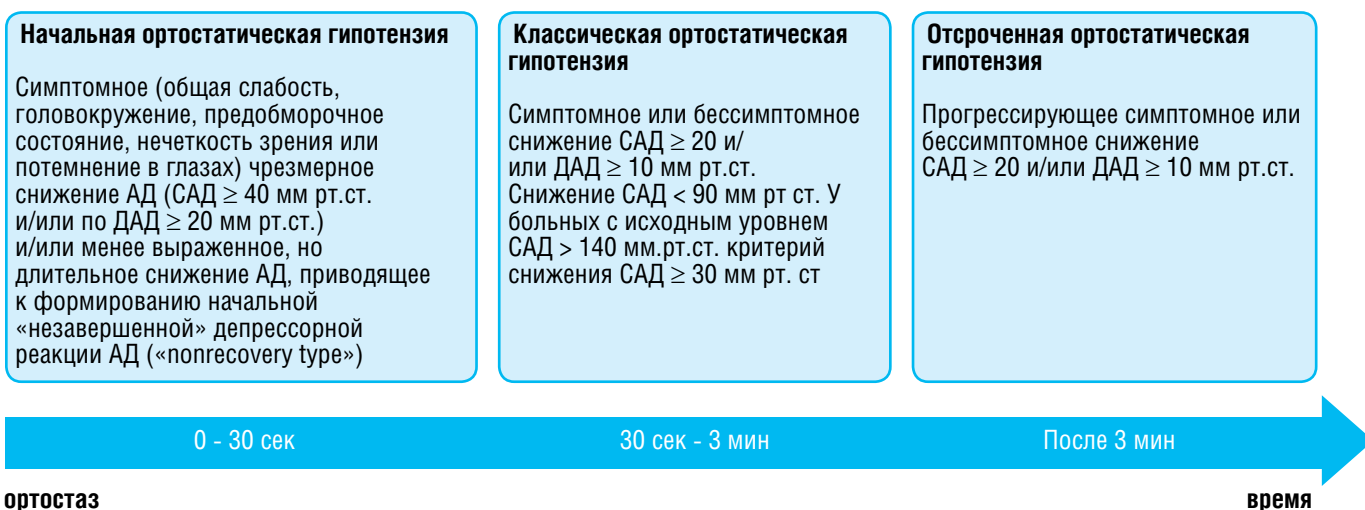 Начальная ортостатическая гипотензия
Симптомное (общая слабость,
головокружение, предобморочное
состояние, нечеткость зрения или
потемнение в глазах) чрезмерное
снижение АД (САД ≥ 40 мм рт.ст.
и/или по ДАД ≥ 20 мм рт.ст.)
и/или менее выраженное, но
длительное снижение АД, приводящее
к формированию начальной
«незавершенной» депрессорной
реакции АД («nonrecovery type»)
Классическая ортостатическая
гипотензия
Симптомное или бессимптомное
снижение САД ≥ 20 и/
или ДАД ≥ 10 мм рт.ст.
Снижение САД < 90 мм рт ст. У
больных с исходным уровнем
САД > 140 мм.рт.ст. критерий
снижения САД ≥ 30 мм рт. ст
Отсроченная ортостатическая
гипотензия
Прогрессирующее симптомное или
бессимптомное снижение
САД ≥ 20 и/или ДАД ≥ 10 мм рт.ст.
0 - 30 сек
30 сек - 3 мин
После 3 мин
ортостаз
время